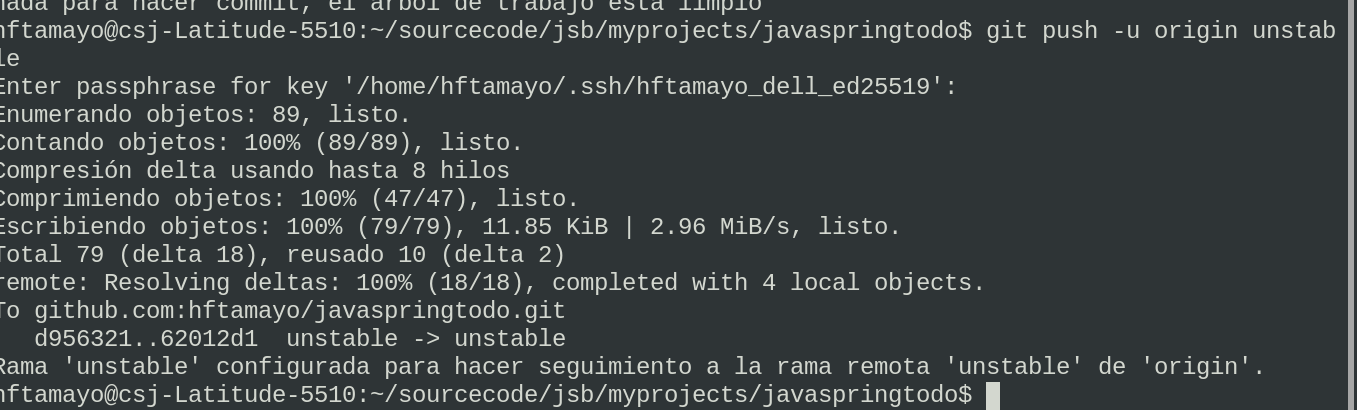 nada para hacer commit, el árbol de trabajo está limpio
hftamayo@csj-Latitude-5510:~/sourcecode/jsb/myprojects/javaspringtodo$ git push -u origin unstab
le
Enter passphrase for key '/home/hftamayo/.ssh/hftamayo_dell_ed25519':
Enumerando objetos: 89, listo.
Contando objetos: 100% (89/89), listo.
Compresión delta usando hasta 8 hilos
Comprimiendo objetos: 100% (47/47), listo.
Escribiendo objetos: 100% (79/79), 11.85 KiB | 2.96 MiB/s, listo.
Total 79 (delta 18), reusado 10 (delta 2)
remote: Resolving deltas: 100% (18/18), completed with 4 local objects.
To github.com:hftamayo/javaspringtodo.git
   d956321..62012d1  unstable -> unstable
Rama 'unstable' configurada para hacer seguimiento a la rama remota 'unstable' de 'origin'.
hftamayo@csj-Latitude-5510:~/sourcecode/jsb/myprojects/javaspringtodo$